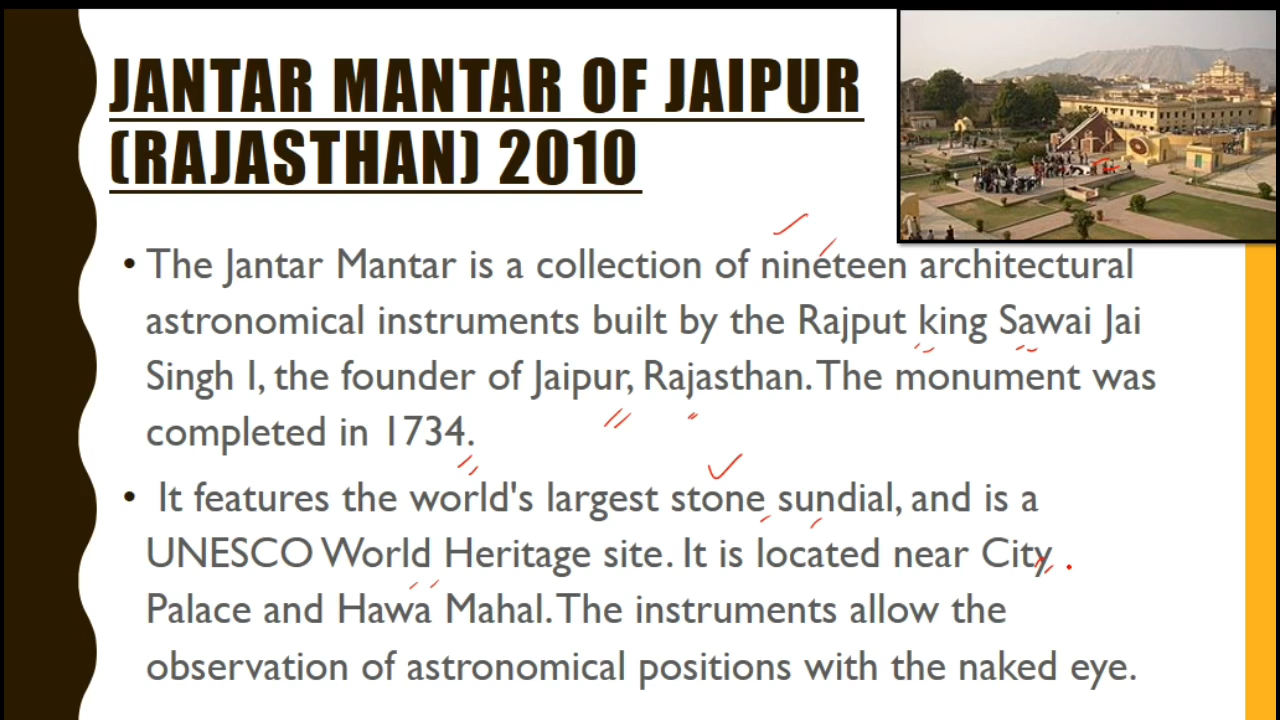 JANTAR MANTAR OF JAIPUR
(RAJASTHAN) 2010
• The Jantar Mantar is a collection of nineteen architectural
astronomical instruments built by the Rajput king Sawai Jai
Singh I, the founder of Jaipur, Rajasthan. The monument was
completed in 1734.
• It features the world's largest stone sundial, and is a
UNESCO World Heritage site. It is located near City
Palace and Hawa Mahal. The instruments allow the
observation of astronomical positions with the naked eye.